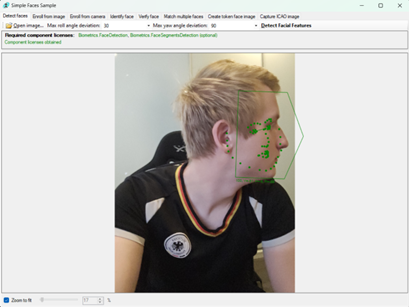 Simple Faces Sample
Detect faces Enroll from image Enroll from camera Identify face Verify face Match multiple faces Create token face image Capture ICAO image
Open image... Max roll angle deviation: 30 Max yaw angle deviation: 90 Detect Facial Features
Required component licenses: Biometrics.FaceDetection, Biometrics.FaceSegmentsDetection (optional)
Component licenses obtained
Zoom to fit 17 %